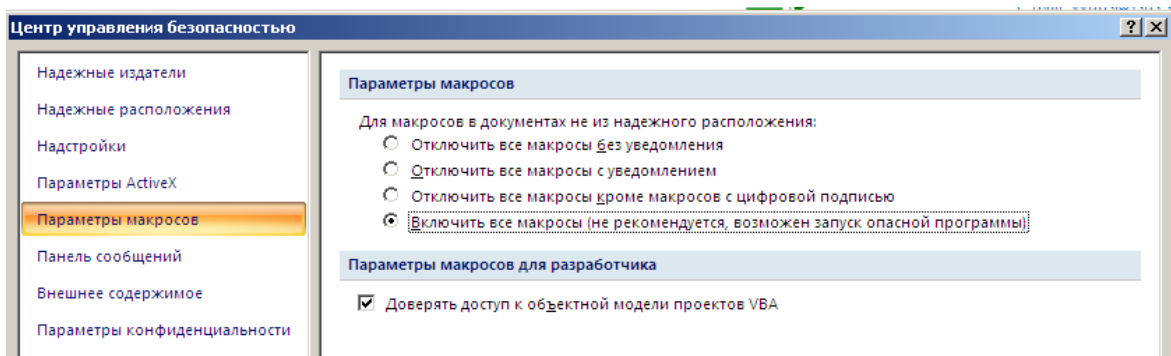 Центр управления безопасностью
Надежные издатели
Надежные расположения
Надстройки
Параметры ActiveX
Параметры макросов
Панель сообщений
Внешнее содержимое
Параметры конфиденциальности
Параметры макросов
Для макросов в документах не из надежного расположения:
Отключить все макросы без уведомления
Отключить все макросы с уведомлением
Отключить все макросы кроме макросов с цифровой подписью
Включить все макросы (не рекомендуется, возможен запуск опасной программы)
Параметры макросов для разработчика
Доверять доступ к объектной модели проектов VBA